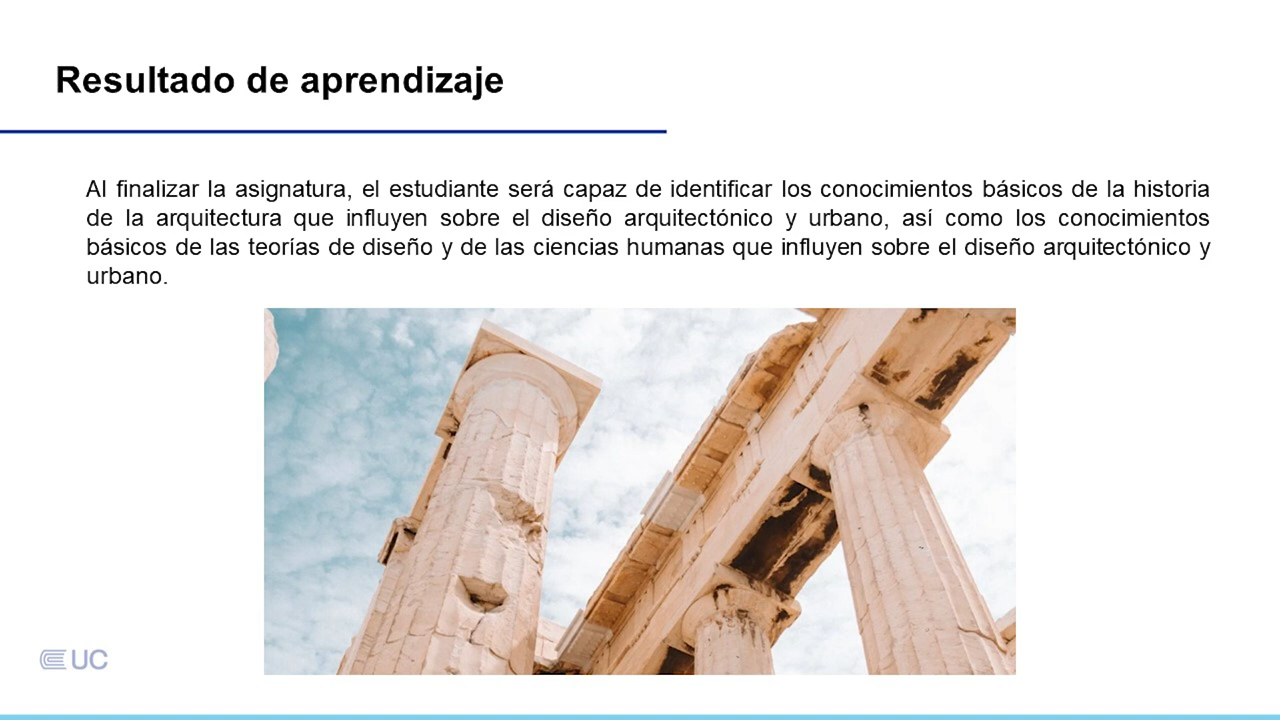 Resultado de aprendizaje
Al finalizar la asignatura, el estudiante será capaz de identificar los conocimientos básicos de la historia
de la arquitectura que influyen sobre el diseño arquitectónico y urbano, así como los conocimientos
básicos de las teorías de diseño y de las ciencias humanas que influyen sobre el diseño arquitectónico y
urbano.
UC